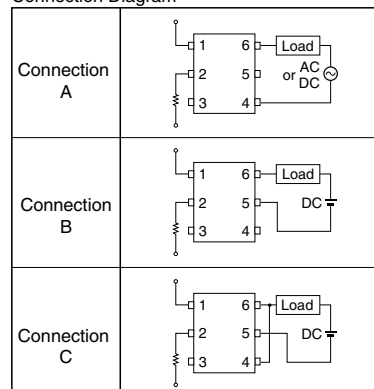 Connection Diagram
Connection
A
1 6 Load
2 5 or AC
DC
3 4
Connection
B
1 6 Load
2 5 DC
3 4
Connection
C
1 6 Load
2 5 DC
3 4